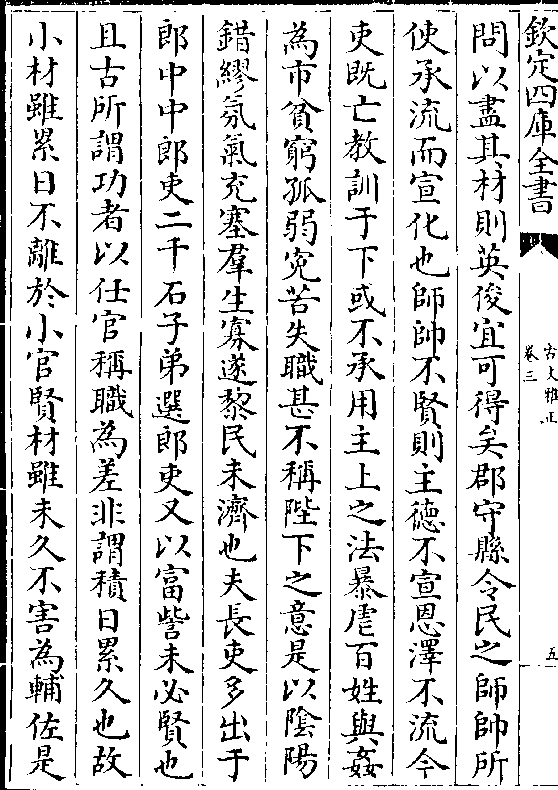 欽定四庫全書
古文雅正
卷三
五
問以盡其材則英俊宜可得矣郡守縣令民之師帥所
使承流而宣化也師帥不賢則主德不宣恩澤不流今
吏既亡教訓于下或不承用主上之法暴虐百姓與姦
為市貧窮孤弱寃苦失職甚不稱陛下之意是以陰陽
錯繆氛氣充塞羣生寡遂黎民未濟也夫長吏多出于
郎中中郎吏二千石子弟選郎吏又以富訾未必賢也
且古所謂功者以任官稱職為差非謂積日累久也故
小材雖累日不離於小官賢材雖未久不害為輔佐是